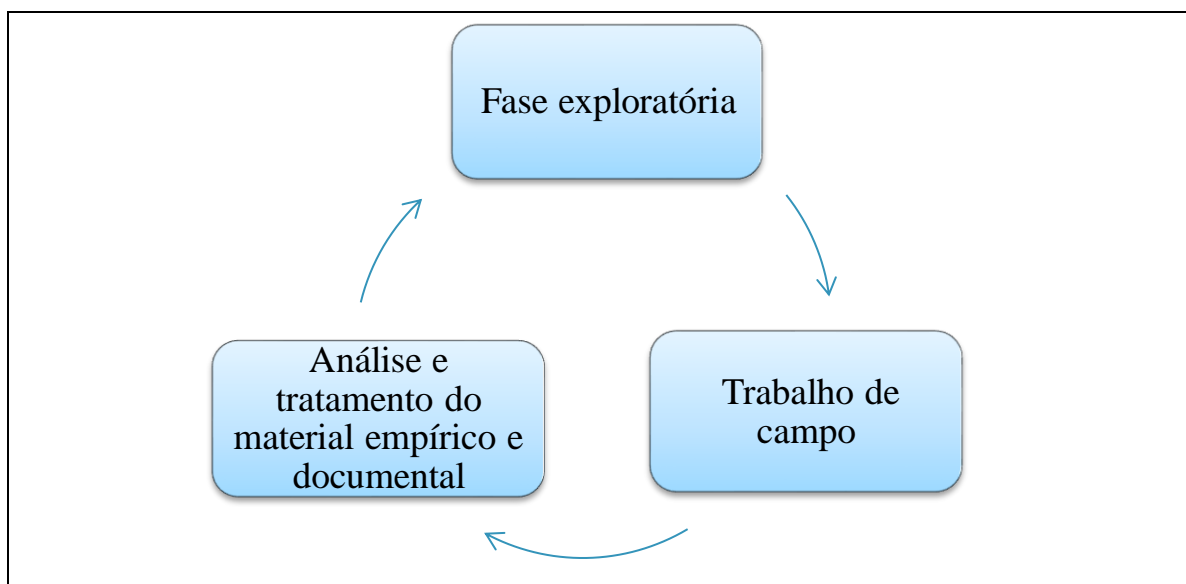 Fase exploratória
Trabalho de
campo
Análise e
tratamento do
material empírico e
documental